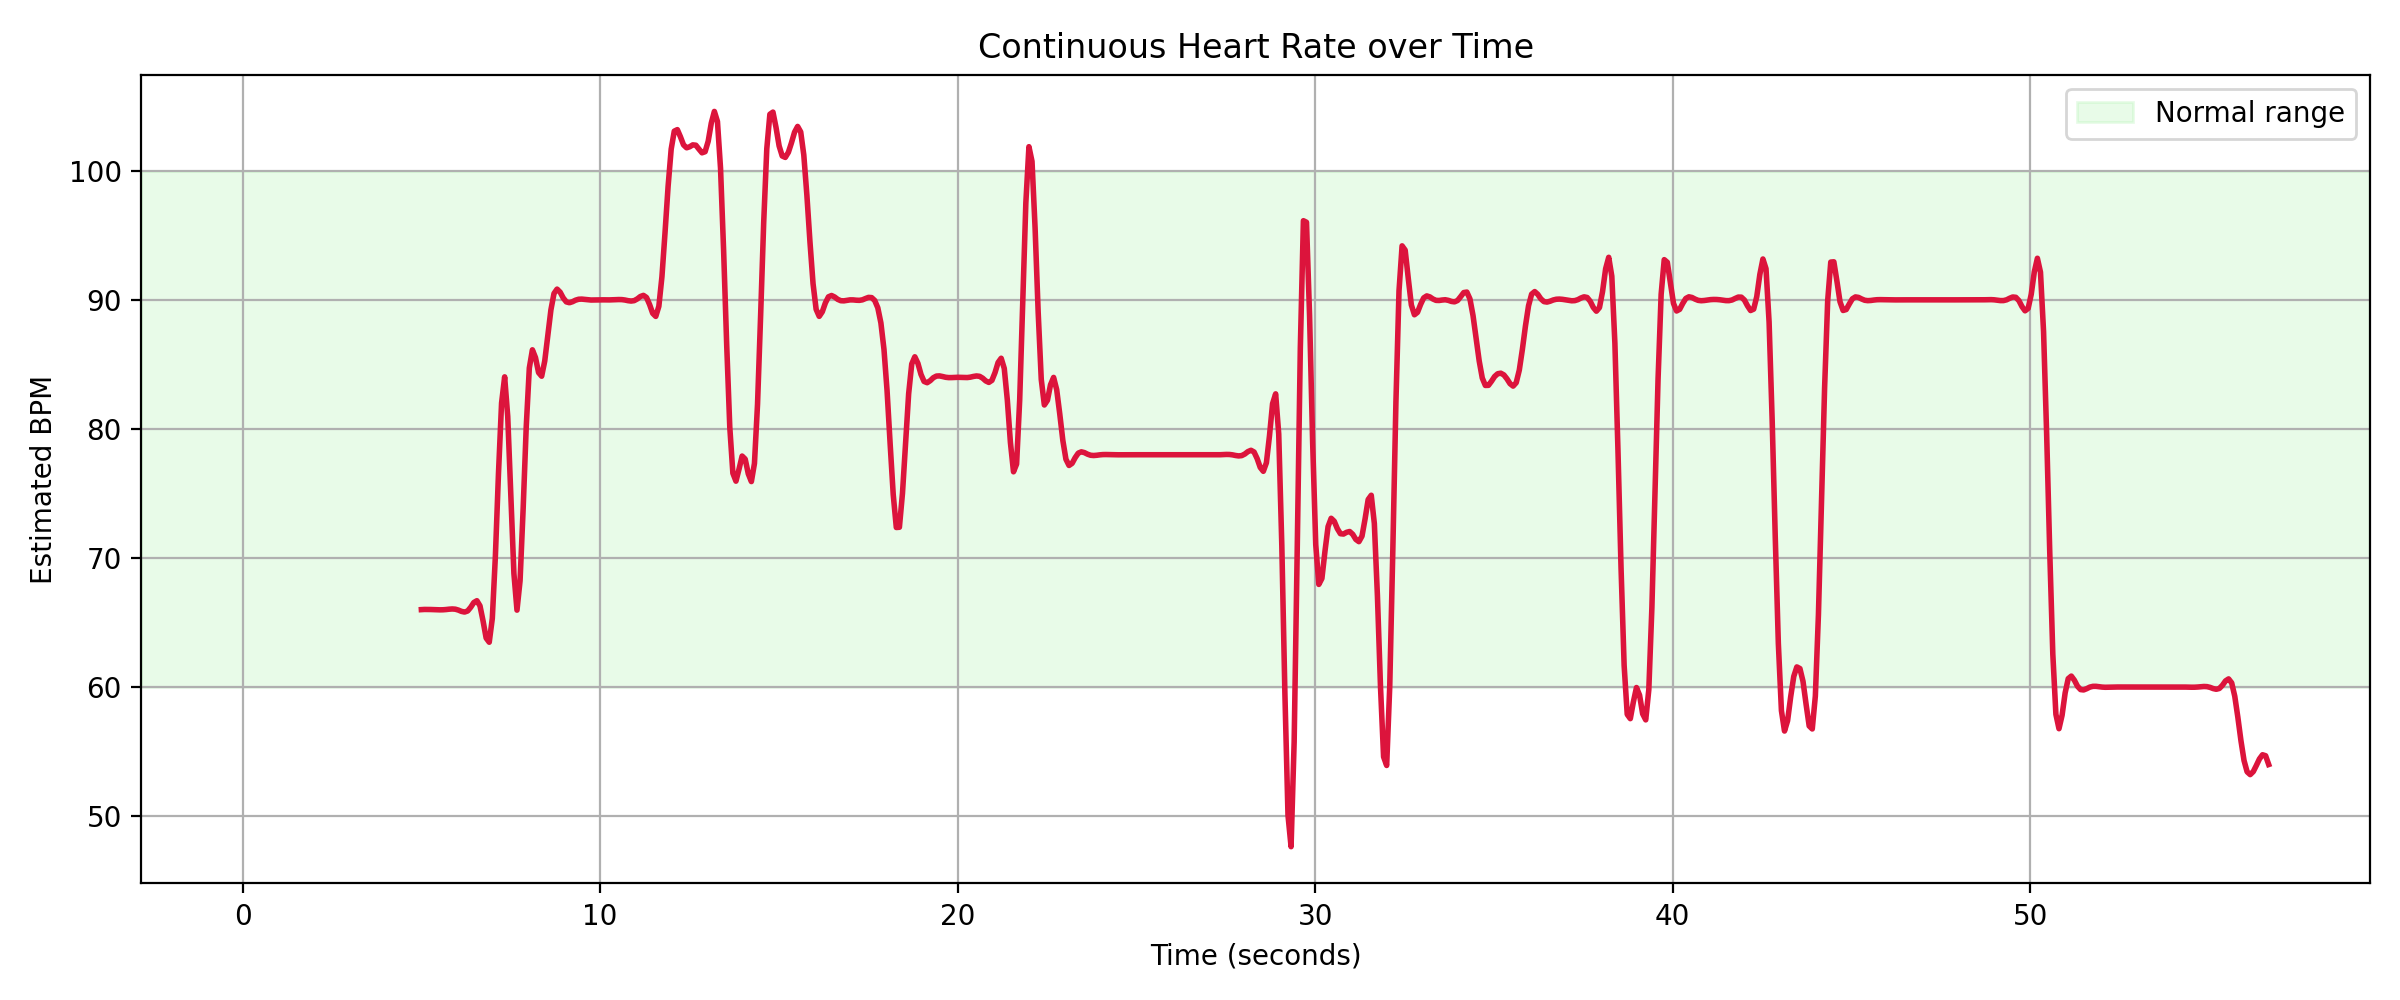 Continuous Heart Rate over Time
Normal range
100
90
80
70
60
50
Estimated BPM
0 10 20 30 40 50
Time (seconds)